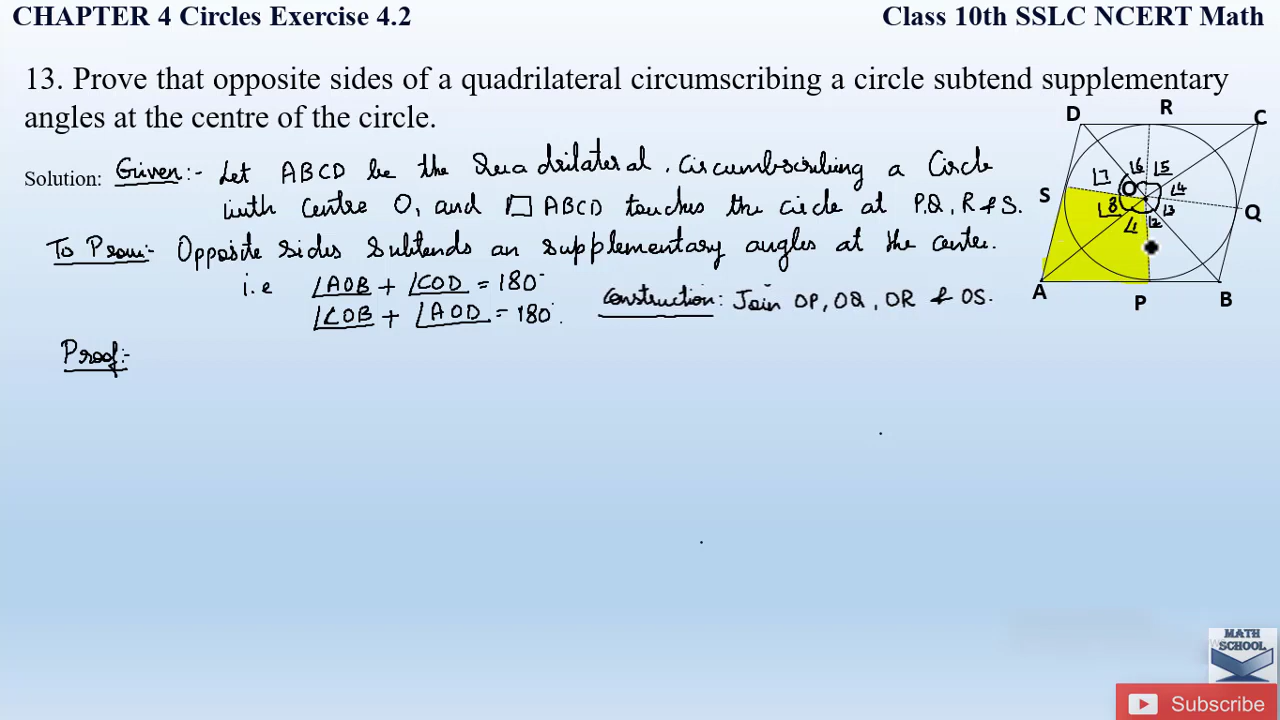 CHAPTER 4 Circles Exercise 4.2
Class 10th SSLC NCERT Math
13. Prove that opposite sides of a quadrilateral circumscribing a circle subtend supplementary
angles at the centre of the circle.
Solution: Given:- Let ABCD be the Quadrilateral, Circumbscribing a Circle
with Centre O, and □ ABCD touches the circle at P,Q, R & S.
To Prove:- Opposite sides Subtends an supplementary angles at the center.
i.e ∠AOB + ∠COD = 180°
∠COB + ∠AOD = 180°.
Construction: Join OP, OQ, OR & OS.
Proof:-
D R C
∠6 ∠5
∠7 O ∠4
S ∠8 ∠3 Q
∠1 ∠2
A P B
MATH
SCHOOL
Subscribe